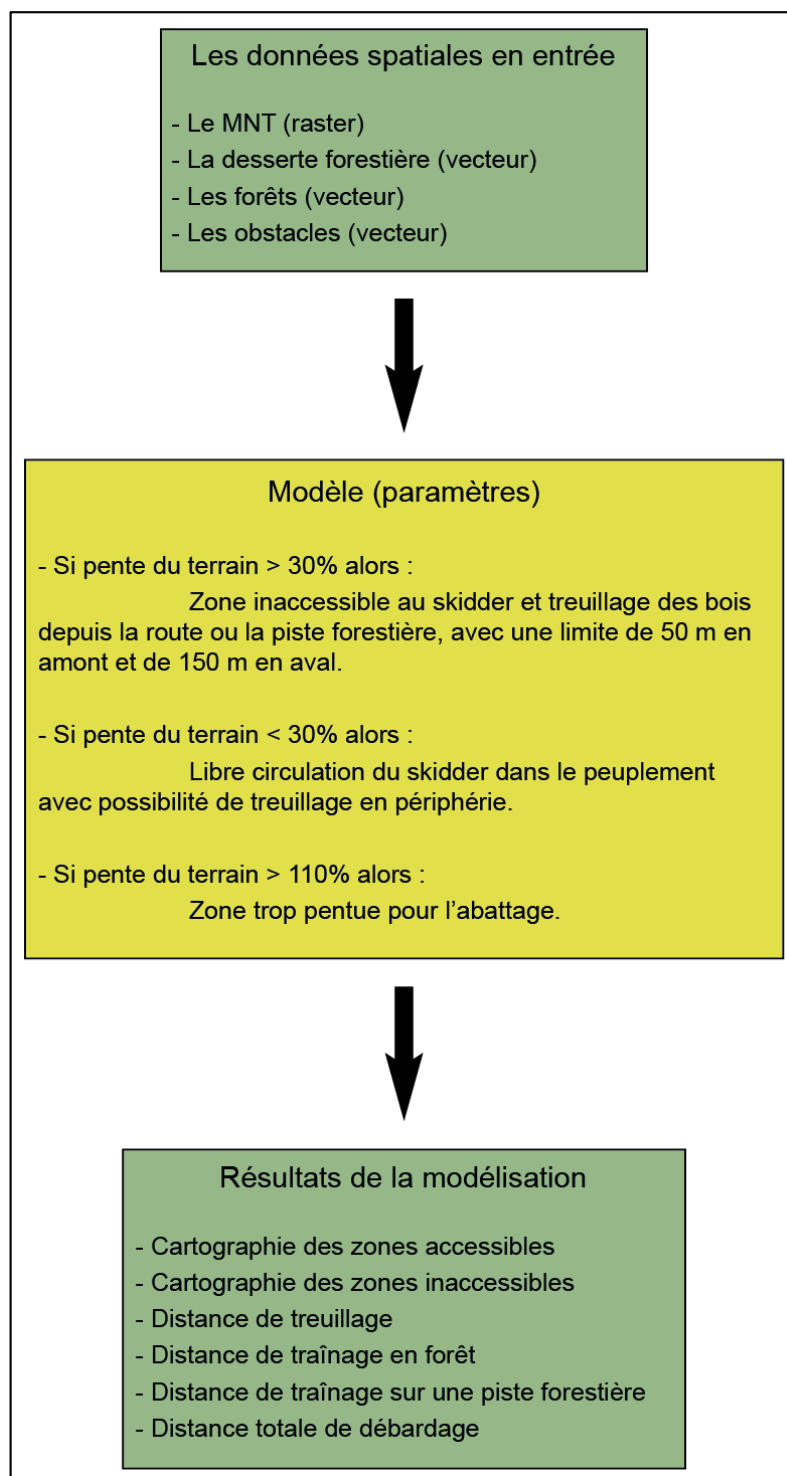 Les données spatiales en entrée
- Le MNT (raster)
- La desserte forestière (vecteur)
- Les forêts (vecteur)
- Les obstacles (vecteur)
Modèle (paramètres)
- Si pente du terrain > 30% alors :
Zone inaccessible au skidder et treuillage des bois
depuis la route ou la piste forestière, avec une limite de 50 m en
amont et de 150 m en aval.
- Si pente du terrain < 30% alors :
Libre circulation du skidder dans le peuplement
avec possibilité de treuillage en périphérie.
- Si pente du terrain > 110% alors :
Zone trop pentue pour l’abattage.
Résultats de la modélisation
- Cartographie des zones accessibles
- Cartographie des zones inaccessibles
- Distance de treuillage
- Distance de traînage en forêt
- Distance de traînage sur une piste forestière
- Distance totale de débardage